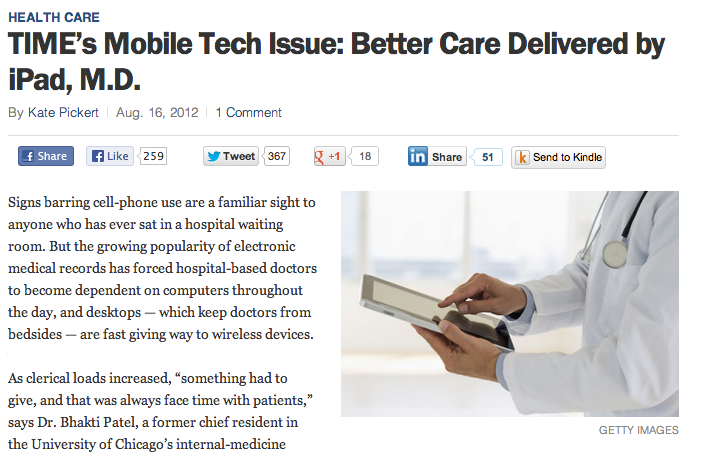 HEALTH CARE
TIME's Mobile Tech Issue: Better Care Delivered by
iPad, M.D.
By Kate Pickert | Aug. 16, 2012 | 1 Comment
Share Like 259 Tweet 367 +1 18 Share 51 Send to Kindle
Signs barring cell-phone use are a familiar sight to
anyone who has ever sat in a hospital waiting
room. But the growing popularity of electronic
medical records has forced hospital-based doctors
to become dependent on computers throughout
the day, and desktops — which keep doctors from
bedsides — are fast giving way to wireless devices.
As clerical loads increased, “something had to
give, and that was always face time with patients,”
says Dr. Bhakti Patel, a former chief resident in
the University of Chicago’s internal-medicine
GETTY IMAGES